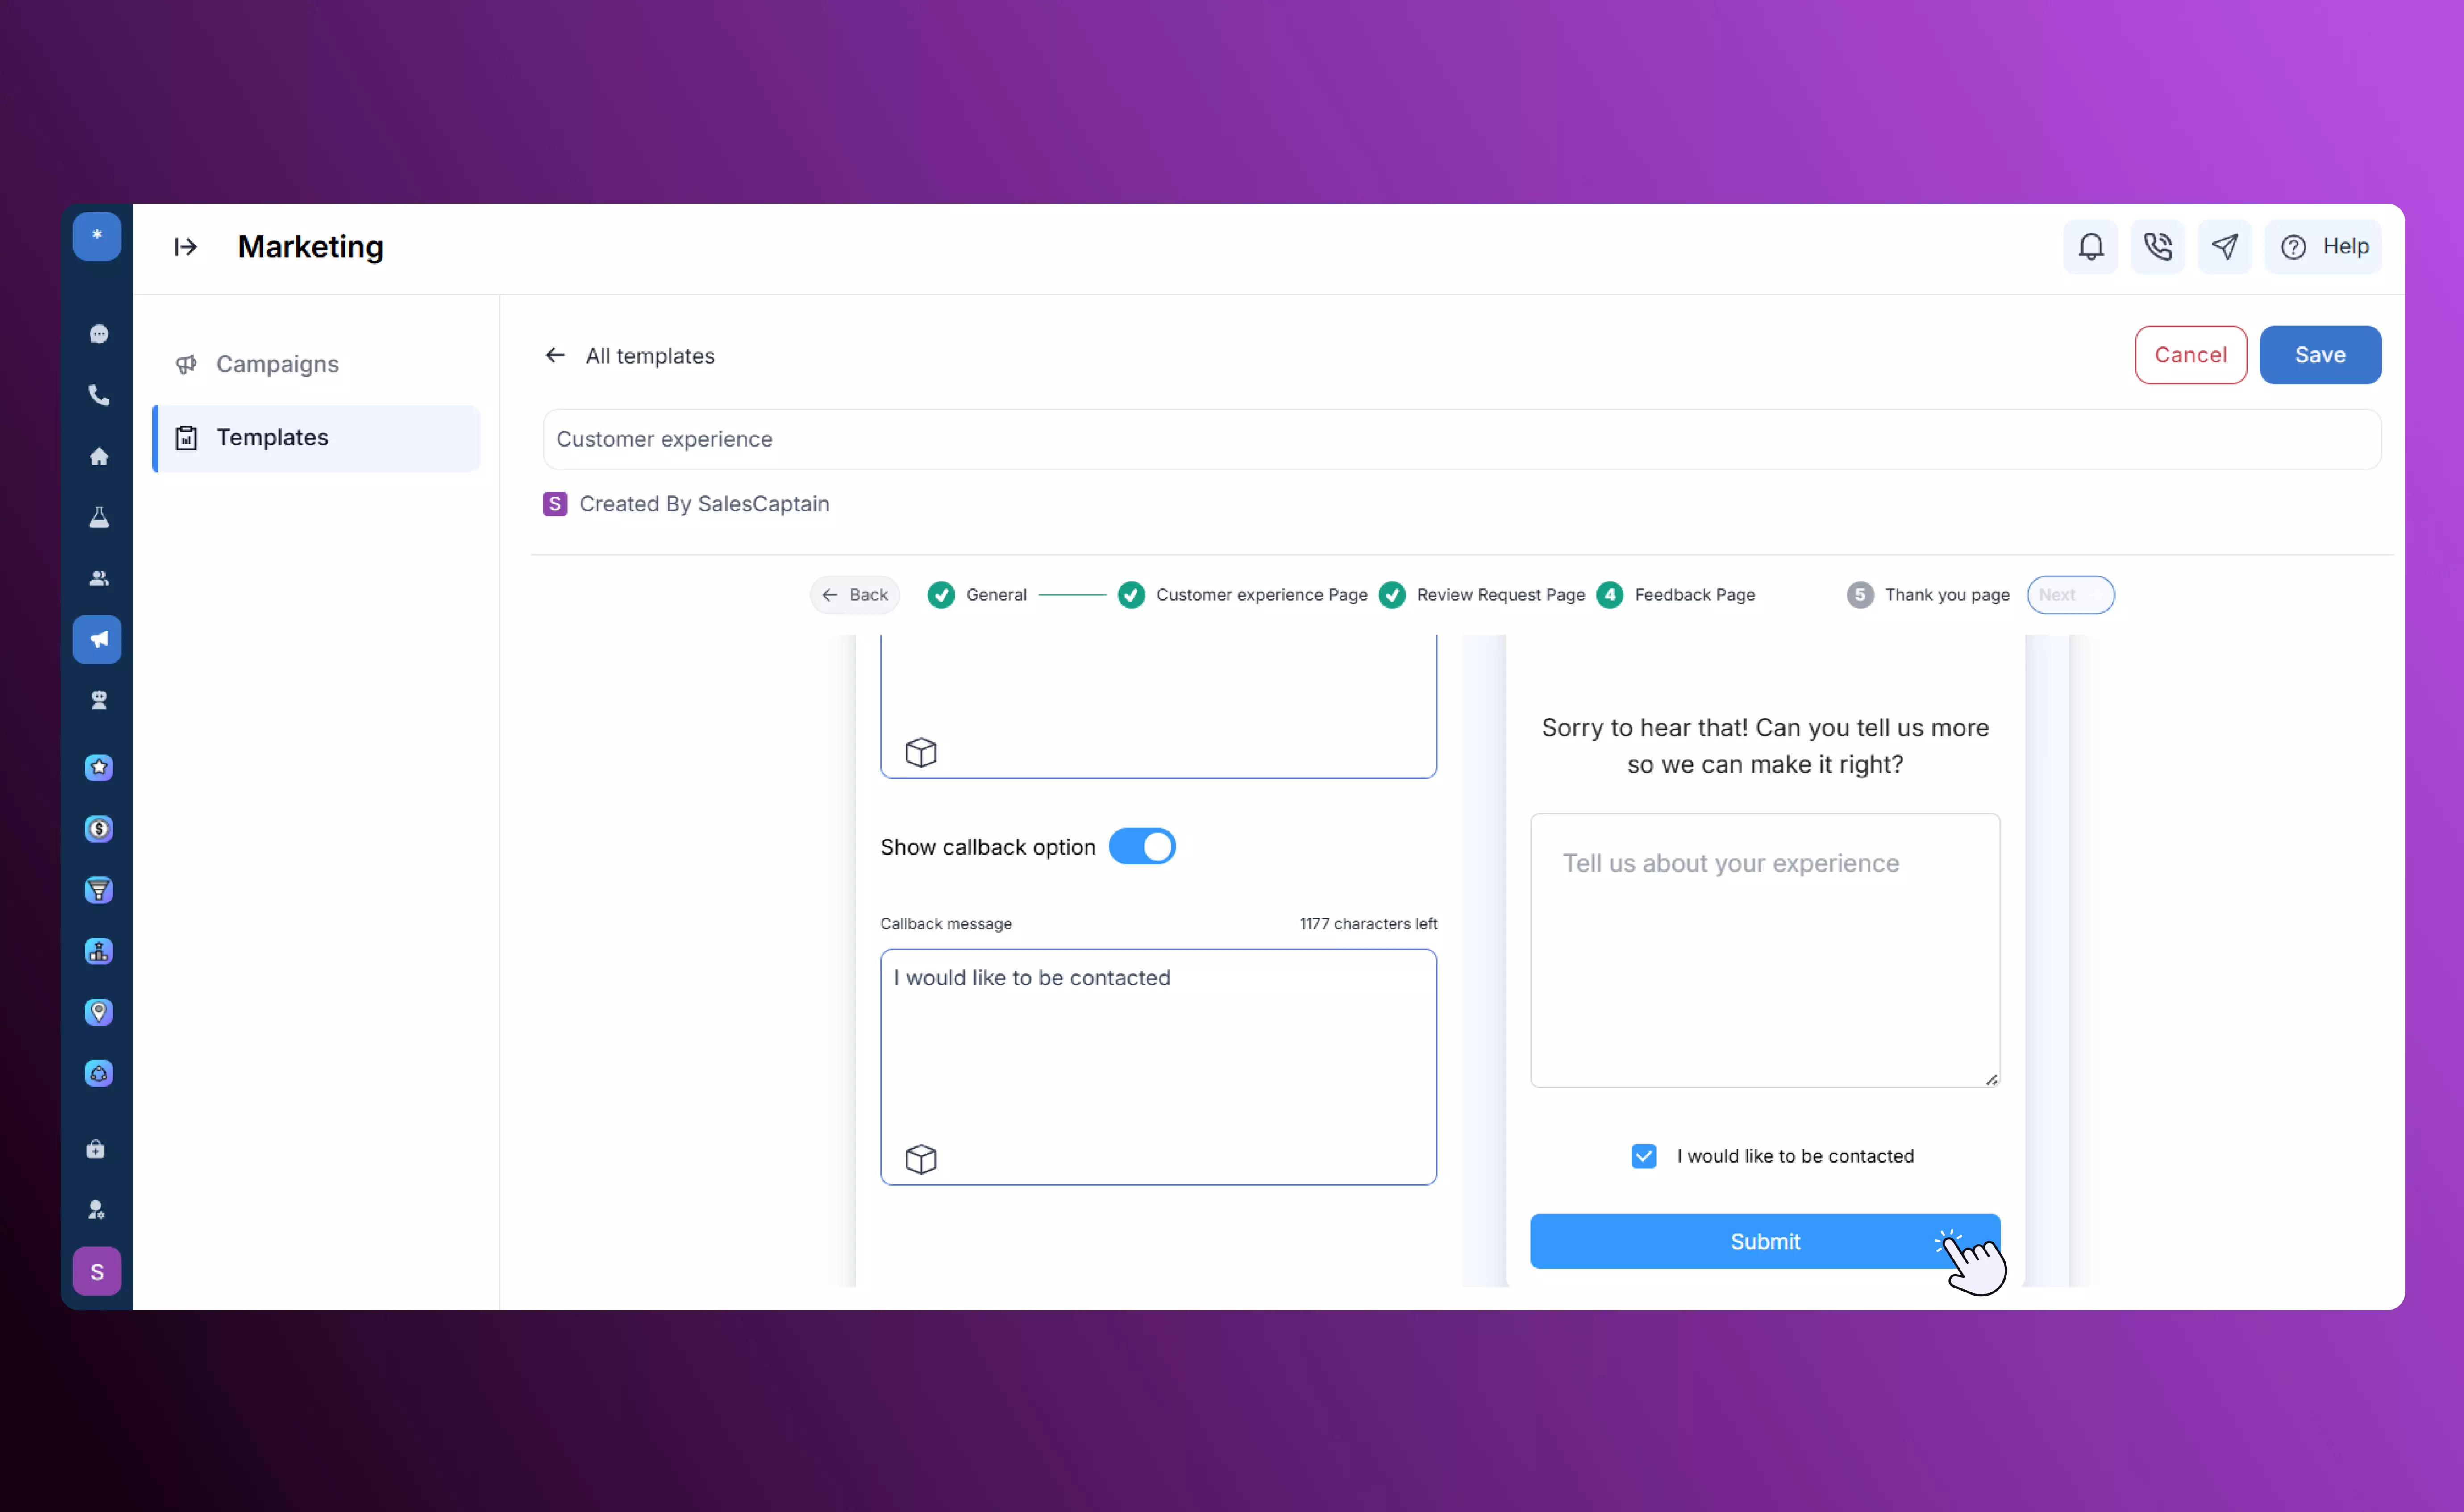 *
Marketing
Help
Campaigns
Templates
All templates
Cancel
Save
Customer experience
S Created By SalesCaptain
Back
General
Customer experience Page
Review Request Page
4 Feedback Page
5 Thank you page
Next
Show callback option
Callback message
1177 characters left
I would like to be contacted
Sorry to hear that! Can you tell us more
so we can make it right?
Tell us about your experience
I would like to be contacted
Submit
S